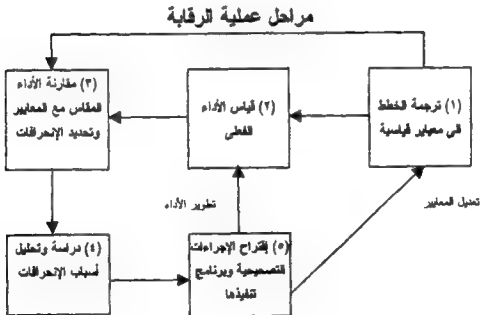 مراحل عملية الرقابة
(١) ترجمة الخطط
في معايير قياسية
(٢) قياس الأداء
الفعلى
(٣) مقارنة الأداء
المقاس مع المعايير
وتحديد الإنحرافات
تعديل المعايير
تطوير الأداء
(٤) دراسة وتحليل
أسباب الإنحرافات
(٥) إقتراح الإجراءات
التصحيحية وبرنامج
تنفيذها